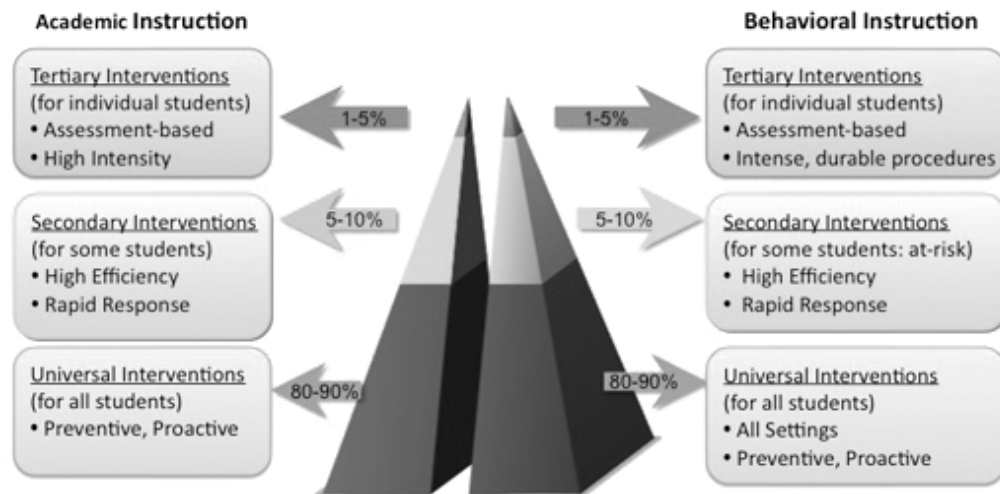 Academic Instruction
Tertiary Interventions
(for individual students)
• Assessment-based
• High Intensity
1-5%
Secondary Interventions
(for some students)
• High Efficiency
• Rapid Response
5-10%
Universal Interventions
(for all students)
• Preventive, Proactive
80-90%
Behavioral Instruction
1-5%
Tertiary Interventions
(for individual students)
• Assessment-based
• Intense, durable procedures
5-10%
Secondary Interventions
(for some students: at-risk)
• High Efficiency
• Rapid Response
80-90%
Universal Interventions
(for all students)
• All Settings
• Preventive, Proactive